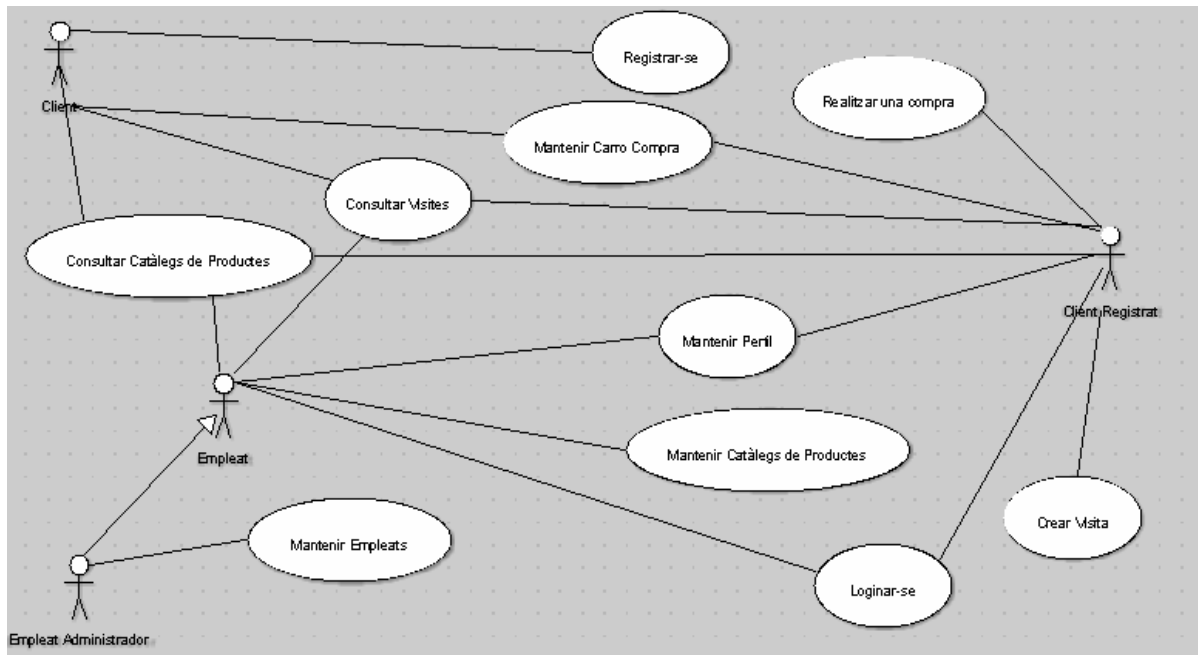 Registrar-se
Realitzar una compra
Client
Mantenir Carro Compra
Consultar Visites
Consultar Catàlegs de Productes
Client Registrat
Mantenir Perfil
Mantenir Catàlegs de Productes
Empleat
Crear Visita
Mantenir Empleats
Loginar-se
Empleat Administrador